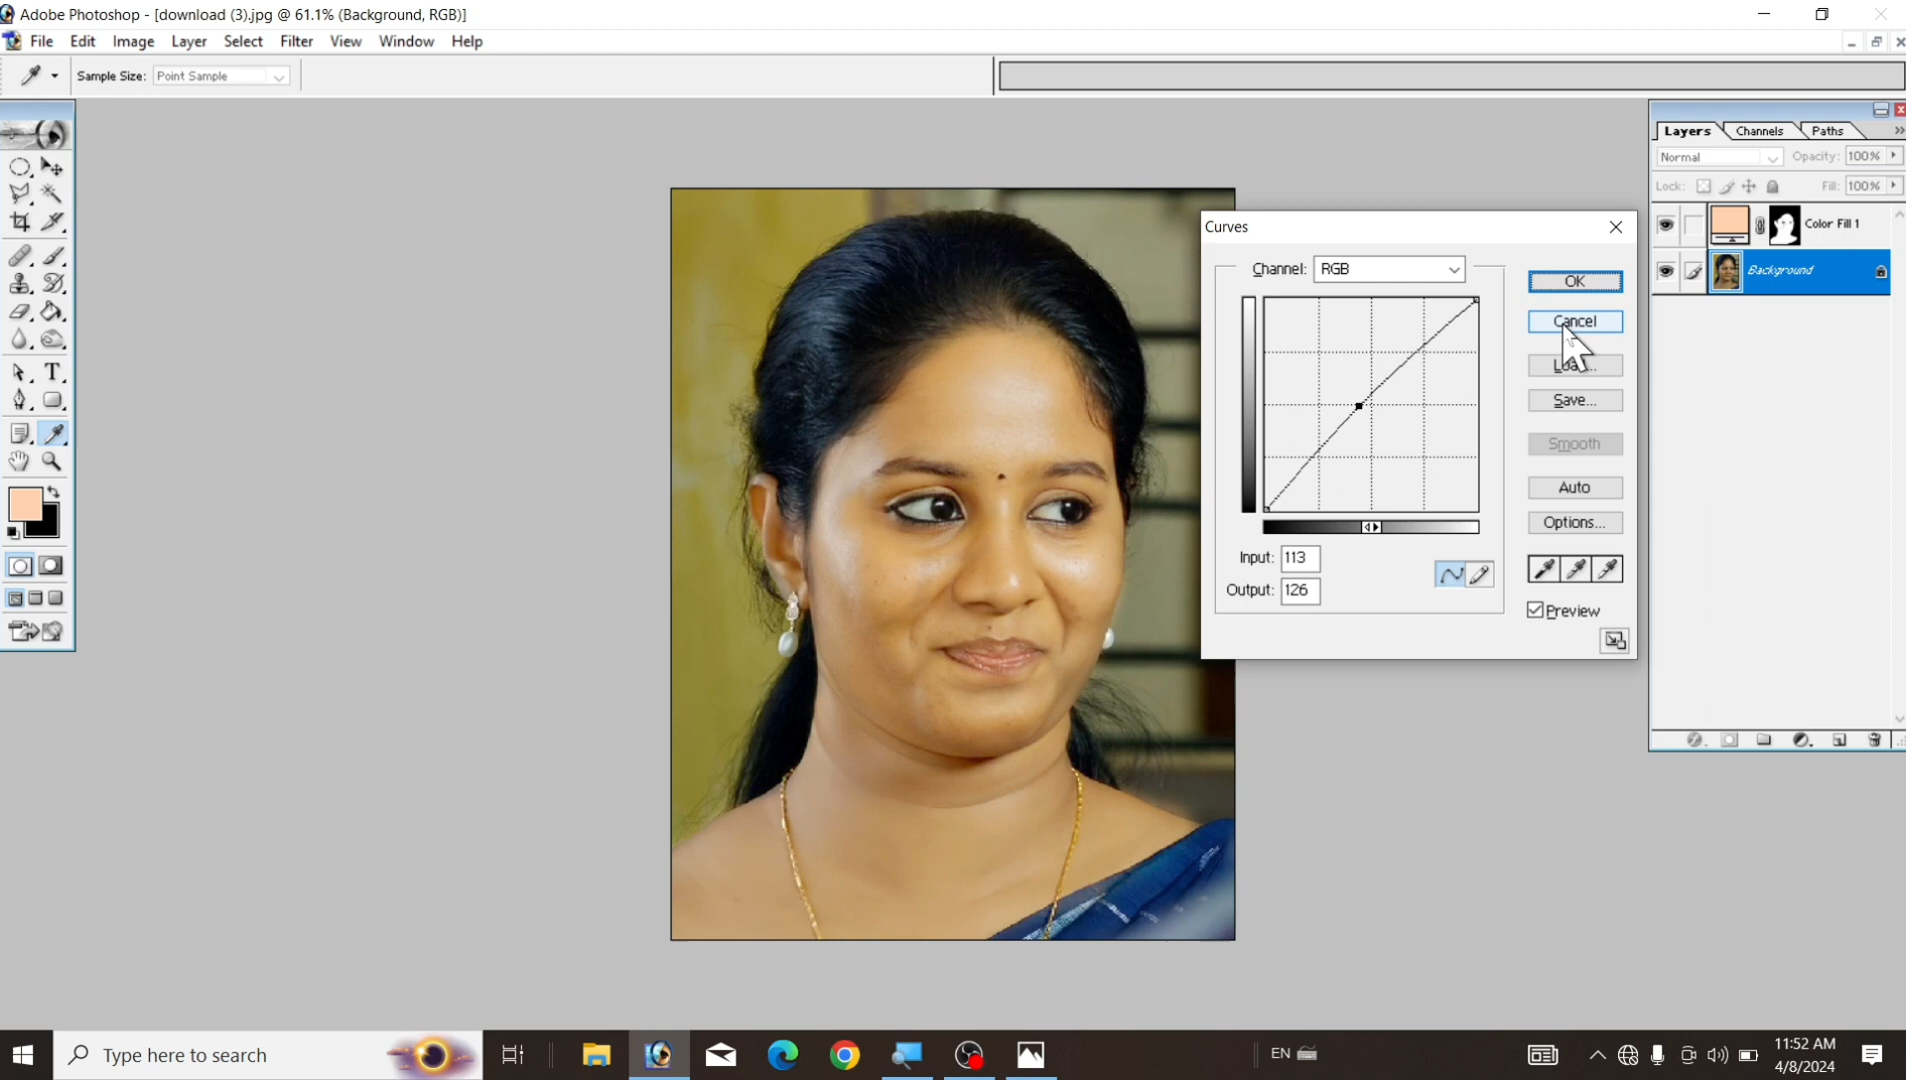 Adobe Photoshop - [download (3).jpg @ 61.1% (Background, RGB)]
File Edit Image Layer Select Filter View Window Help
Sample Size: Point Sample
Layers Channels Paths
Normal Opacity: 100%
Lock: Fill: 100%
Color Fill 1
Background
Curves
Channel: RGB
OK
Cancel
Load...
Save...
Smooth
Auto
Options...
Input: 113
Output: 126
Preview
T
Type here to search
EN
11:52 AM
4/8/2024